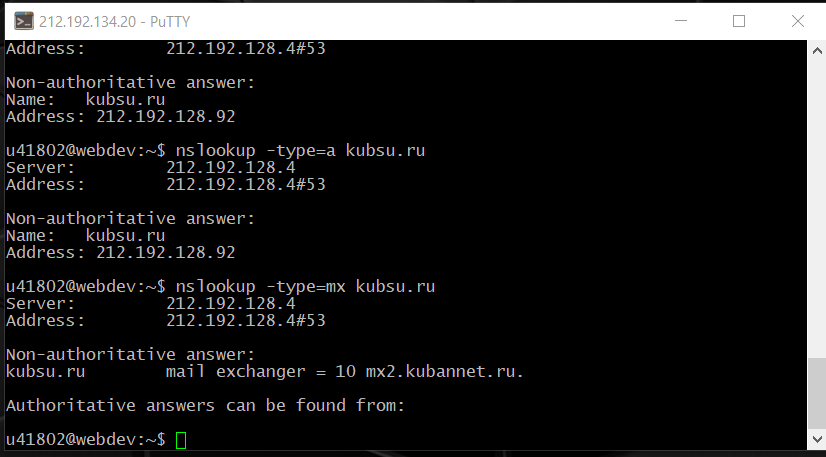 212.192.134.20 - PuTTY
Address:        212.192.128.4#53
Non-authoritative answer:
Name:   kubsu.ru
Address: 212.192.128.92
u41802@webdev:~$ nslookup -type=a kubsu.ru
Server:         212.192.128.4
Address:        212.192.128.4#53
Non-authoritative answer:
Name:   kubsu.ru
Address: 212.192.128.92
u41802@webdev:~$ nslookup -type=mx kubsu.ru
Server:         212.192.128.4
Address:        212.192.128.4#53
Non-authoritative answer:
kubsu.ru        mail exchanger = 10 mx2.kubannet.ru.
Authoritative answers can be found from:
u41802@webdev:~$